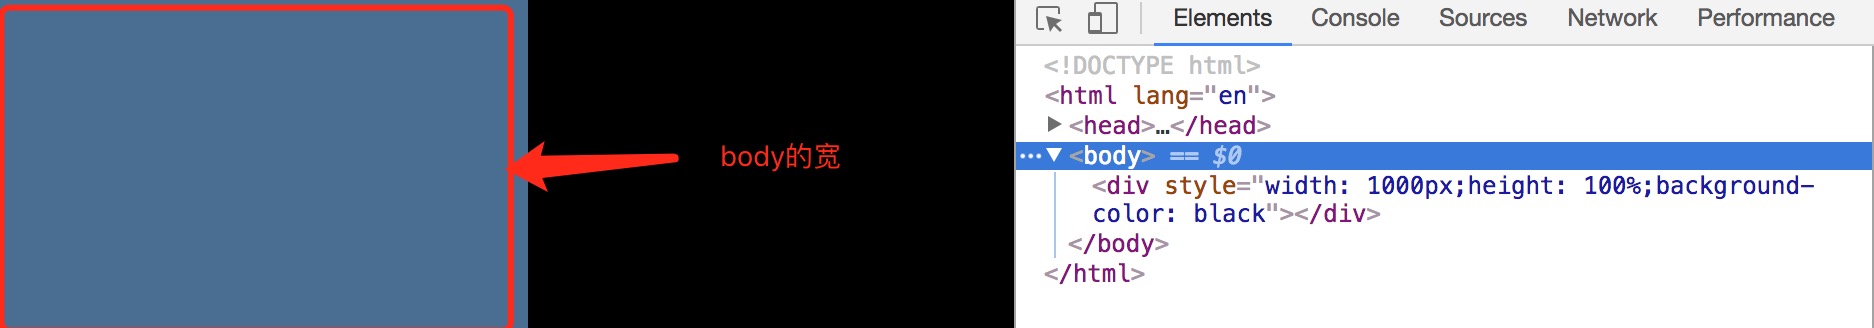 body的宽
Elements Console Sources Network Performance
<!DOCTYPE html>
<html lang="en">
<head>…</head>
<body> == $0
<div style="width: 1000px;height: 100%;background-
color: black"></div>
</body>
</html>